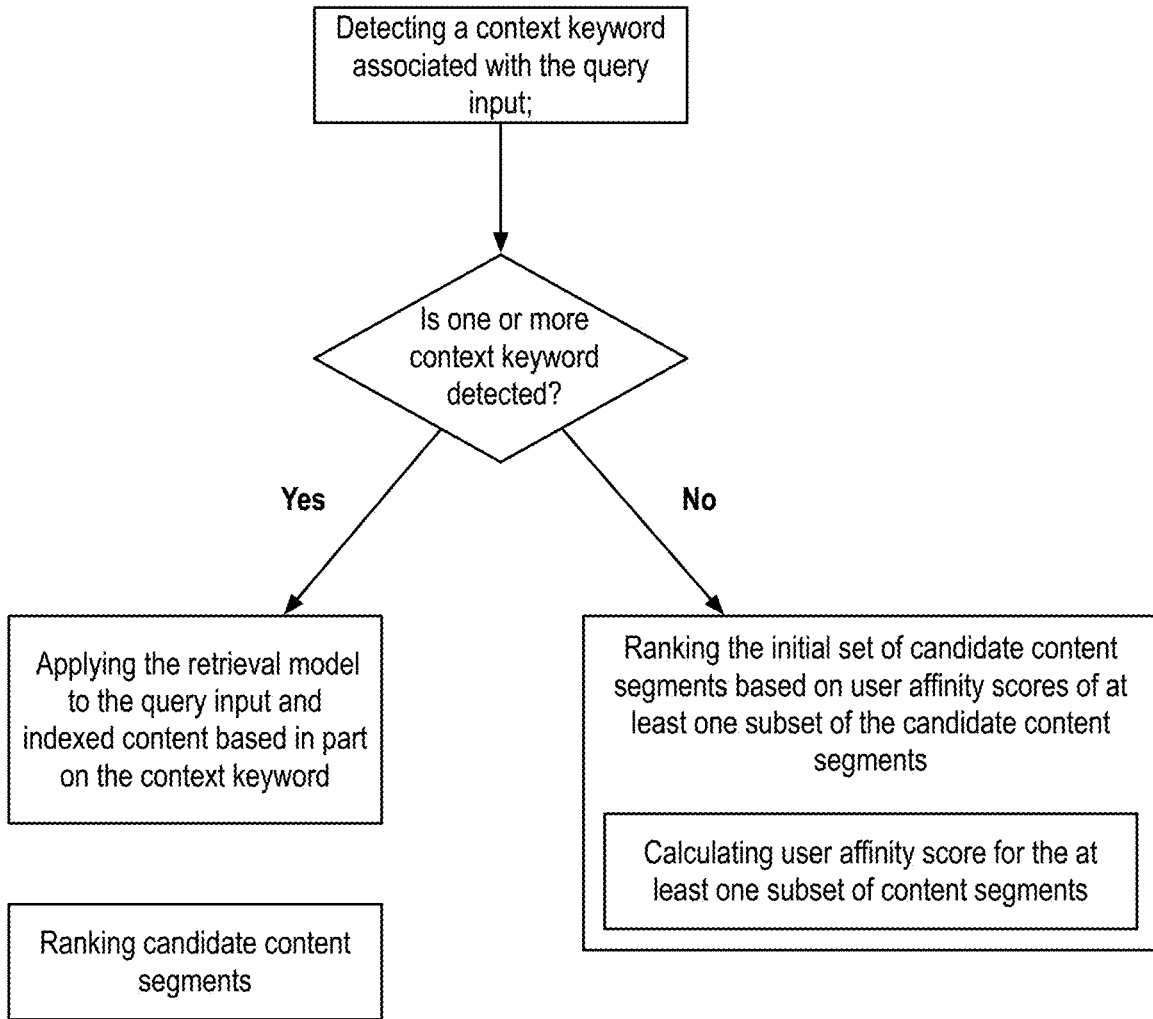 Detecting a context keyword
associated with the query
input;
Is one or more
context keyword
detected?
Yes
No
Applying the retrieval model
to the query input and
indexed content based in part
on the context keyword
Ranking candidate content
segments
Ranking the initial set of candidate content
segments based on user affinity scores of at
least one subset of the candidate content
segments
Calculating user affinity score for the at
least one subset of content segments